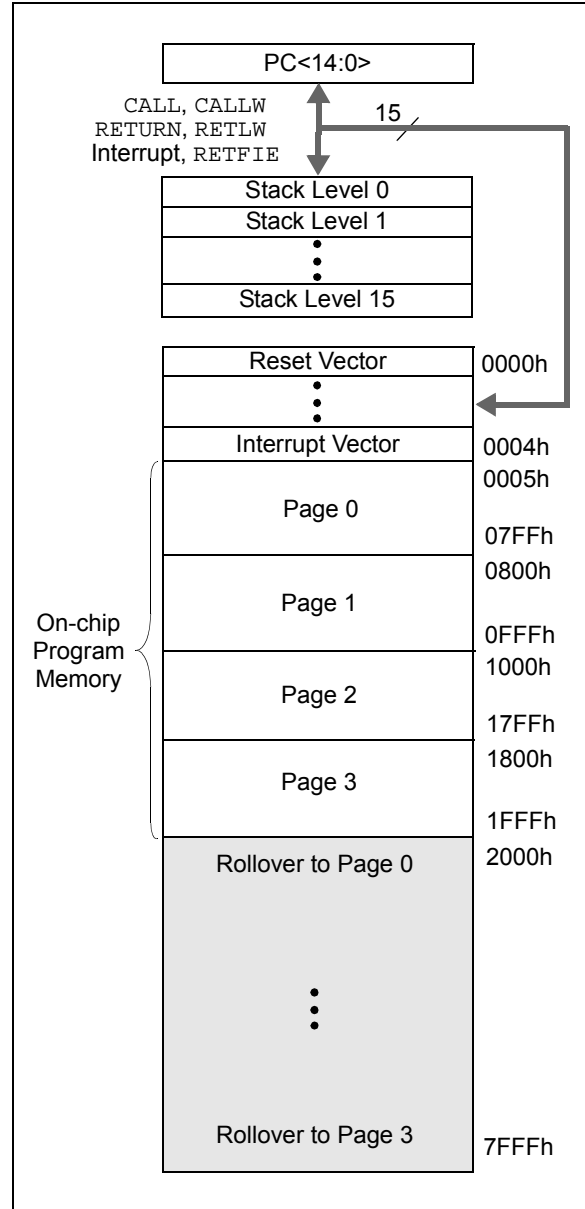 PC<14:0>
CALL, CALLW
RETURN, RETLW
Interrupt, RETFIE
15
Stack Level 0
Stack Level 1
Stack Level 15
Reset Vector
0000h
Interrupt Vector
0004h
0005h
Page 0
07FFh
0800h
Page 1
0FFFh
On-chip
Program
Memory
1000h
Page 2
17FFh
1800h
Page 3
1FFFh
2000h
Rollover to Page 0
Rollover to Page 3
7FFFh